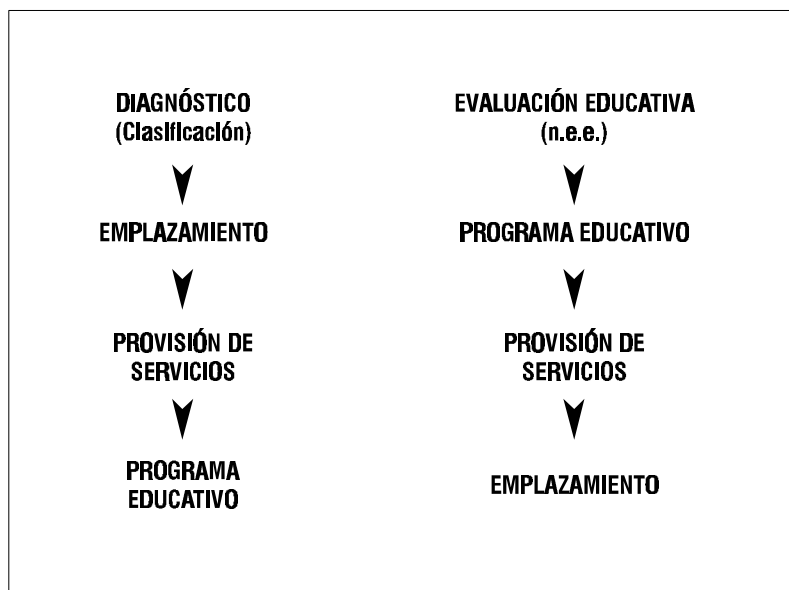 DIAGNÓSTICO
(Clasificación)
EMPLAZAMIENTO
PROVISIÓN DE
SERVICIOS
PROGRAMA
EDUCATIVO
EVALUACIÓN EDUCATIVA
(n.e.e.)
PROGRAMA EDUCATIVO
PROVISIÓN DE
SERVICIOS
EMPLAZAMIENTO